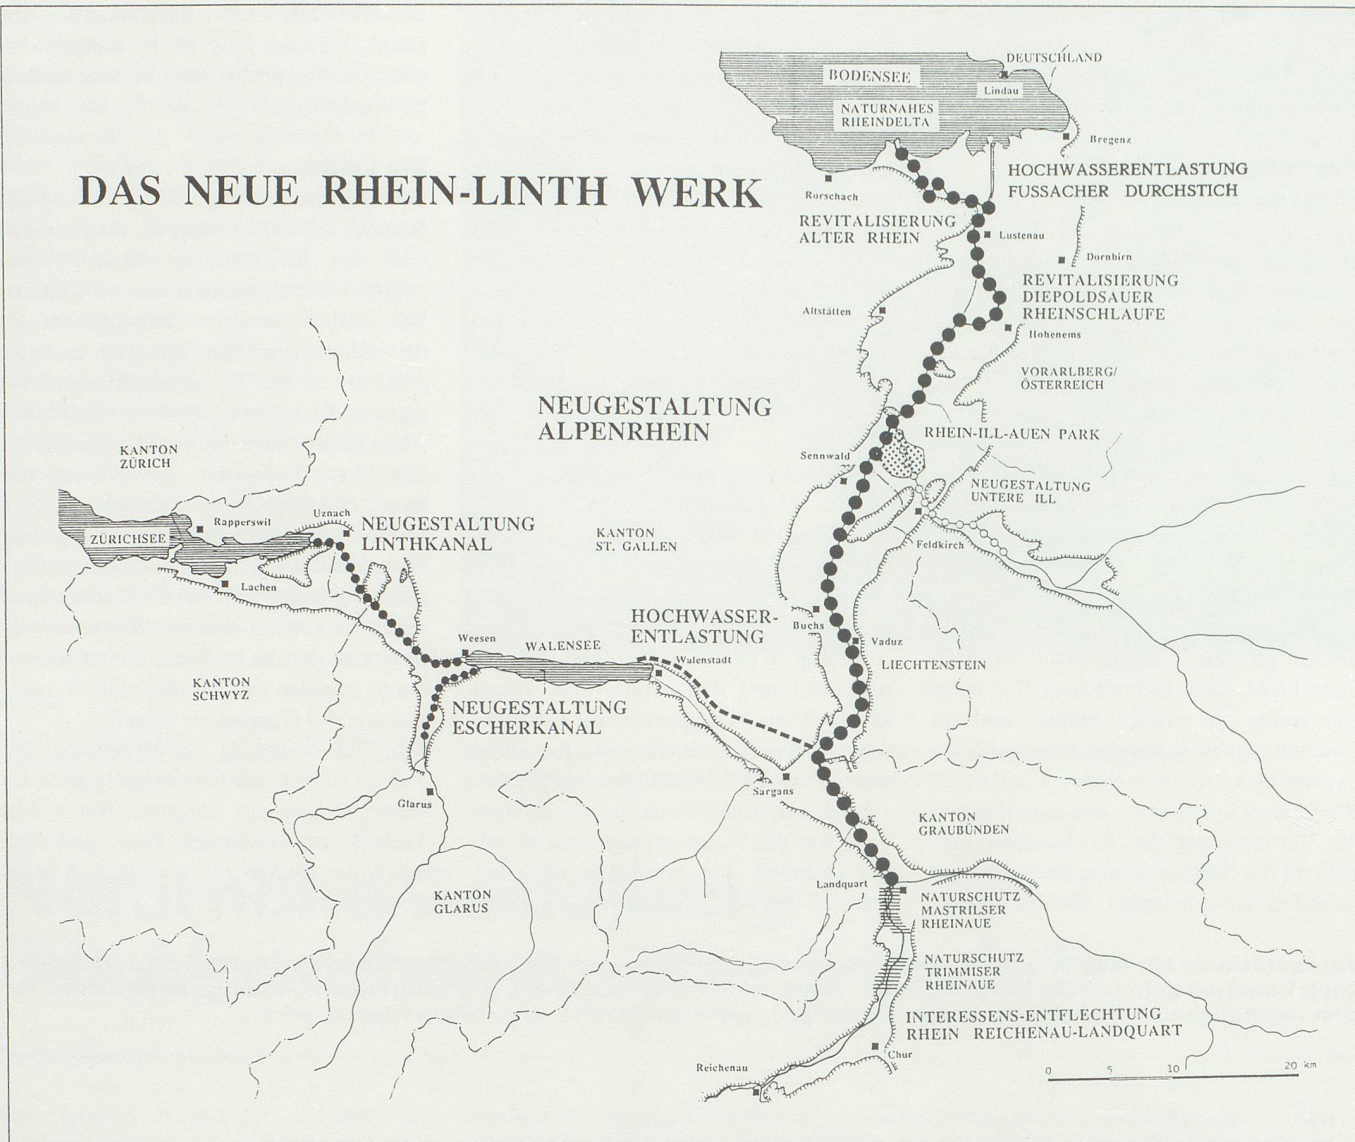 DEUTSCHLAND
BODENSEE
Lindau
NATURNAHES
RHEINDELTA
Bregenz
HOCHWASSERENTLASTUNG
FUSSACHER DURCHSTICH
DAS NEUE RHEIN-LINTH WERK
Rorschach
REVITALISIERUNG
ALTER RHEIN
Lustenau
Dornbirn
REVITALISIERUNG
DIEPOLDSAUER
RHEINSCHLAUFE
Altstätten
Hohenems
VORARLBERG/
ÖSTERREICH
NEUGESTALTUNG
ALPENRHEIN
RHEIN-ILL-AUEN PARK
KANTON
ZÜRICH
Sennwald
NEUGESTALTUNG
UNTERE ILL
Rapperswil
Uznach
NEUGESTALTUNG
LINTHKANAL
ZÜRICHSEE
KANTON
ST. GALLEN
Feldkirch
Lachen
HOCHWASSER-
ENTLASTUNG
Buchs
Vaduz
Weesen
WALENSEE
Walenstadt
LIECHTENSTEIN
KANTON
SCHWYZ
NEUGESTALTUNG
ESCHERKANAL
Sargans
Glarus
KANTON
GRAUBÜNDEN
Landquart
KANTON
GLARUS
NATURSCHUTZ
MASTRILSER
RHEINAUE
NATURSCHUTZ
TRIMMISER
RHEINAUE
INTERESSENS-ENTFLECHTUNG
RHEIN REICHENAU-LANDQUART
Chur
Reichenau
0 5 10 20 km